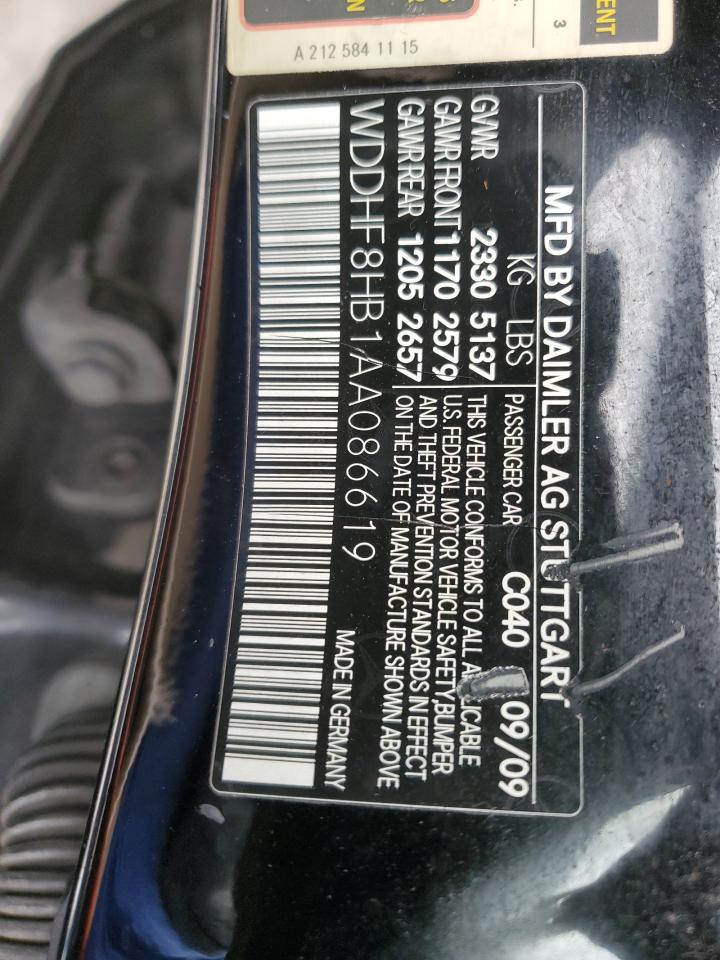 A 212 584 11 15
3
MFD BY DAIMLER AG STUTTGART
KG LBS PASSENGER CAR C040 09/09
GVWR 2330 5137 THIS VEHICLE CONFORMS TO ALL APPLICABLE
GAWR FRONT 1170 2579 U.S. FEDERAL MOTOR VEHICLE SAFETY, BUMPER
GAWR REAR 1205 2657 AND THEFT PREVENTION STANDARDS IN EFFECT
ON THE DATE OF MANUFACTURE SHOWN ABOVE
WDDHF8HB1AA086619
MADE IN GERMANY